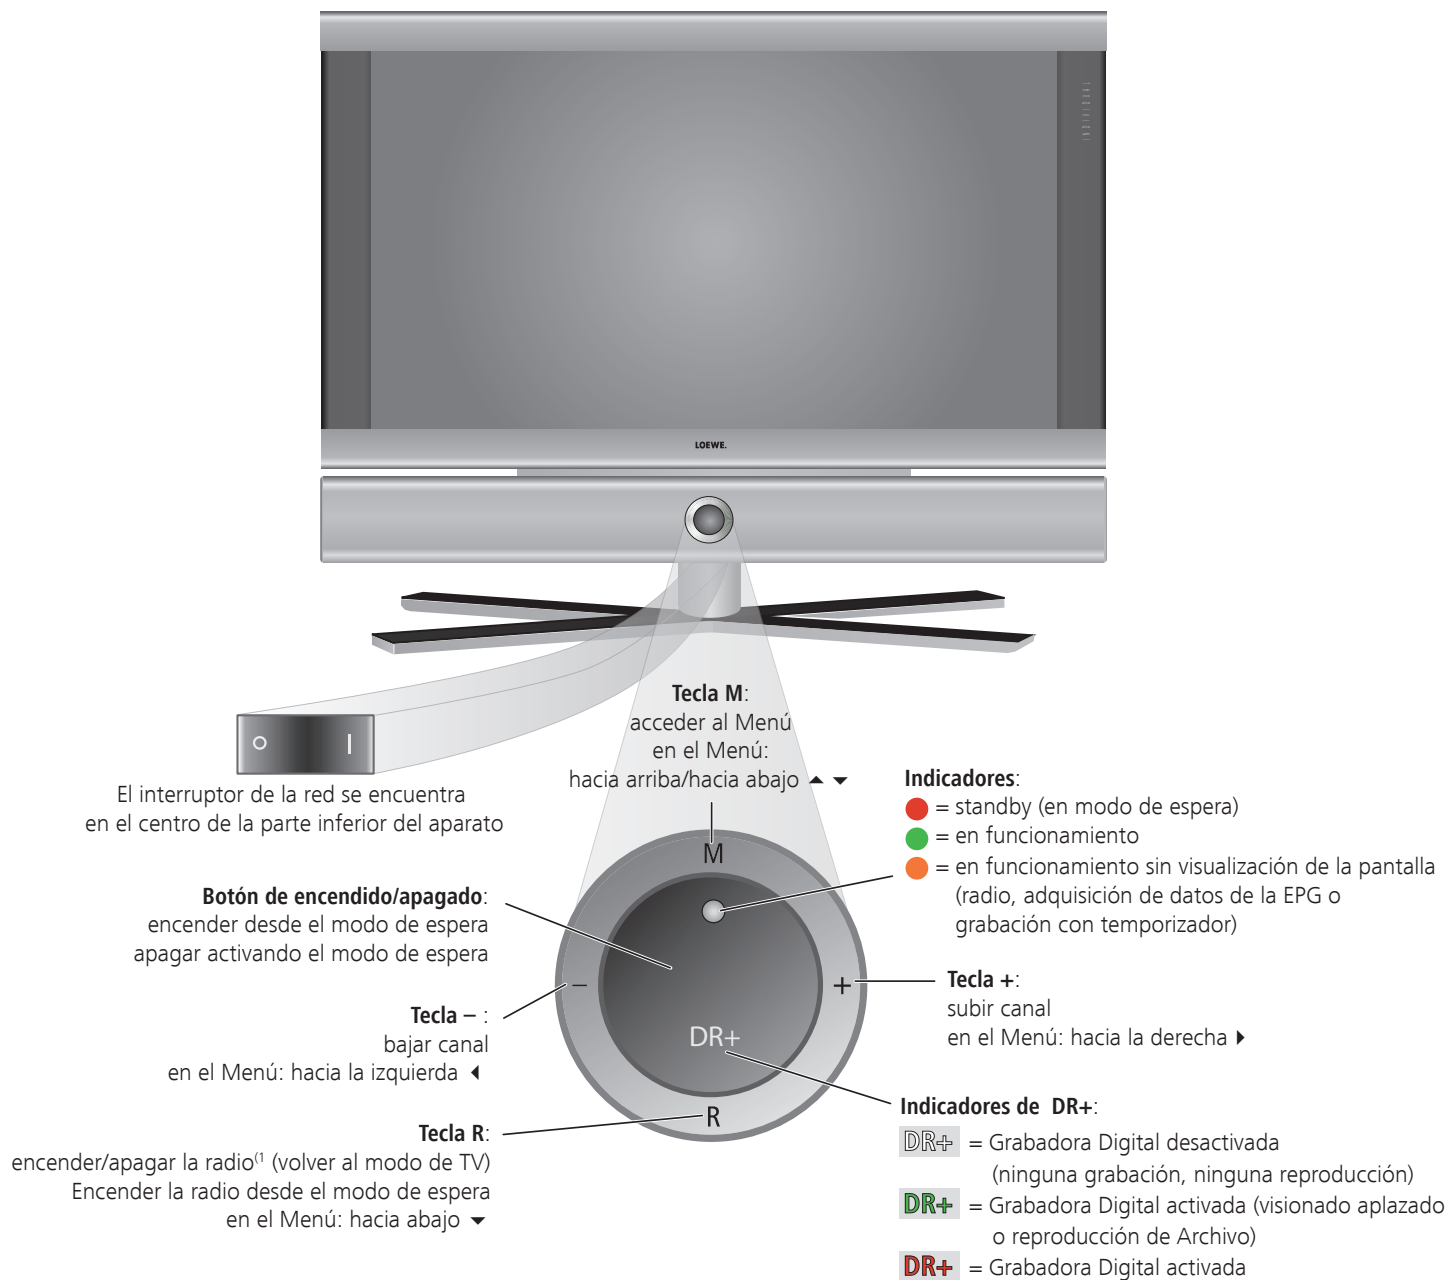 LOEWE.
Tecla M:
acceder al Menú
en el Menú:
hacia arriba/hacia abajo ▲ ▼
El interruptor de la red se encuentra
en el centro de la parte inferior del aparato
Indicadores:
= standby (en modo de espera)
= en funcionamiento
= en funcionamiento sin visualización de la pantalla
(radio, adquisición de datos de la EPG o
grabación con temporizador)
M
Botón de encendido/apagado:
encender desde el modo de espera
apagar activando el modo de espera
–
+
Tecla +:
subir canal
en el Menú: hacia la derecha ▶
Tecla – :
bajar canal
en el Menú: hacia la izquierda ◀
DR+
R
Tecla R:
encender/apagar la radio(1 (volver al modo de TV)
Encender la radio desde el modo de espera
en el Menú: hacia abajo ▼
Indicadores de DR+:
DR+ = Grabadora Digital desactivada
(ninguna grabación, ninguna reproducción)
DR+ = Grabadora Digital activada (visionado aplazado
o reproducción de Archivo)
DR+ = Grabadora Digital activada